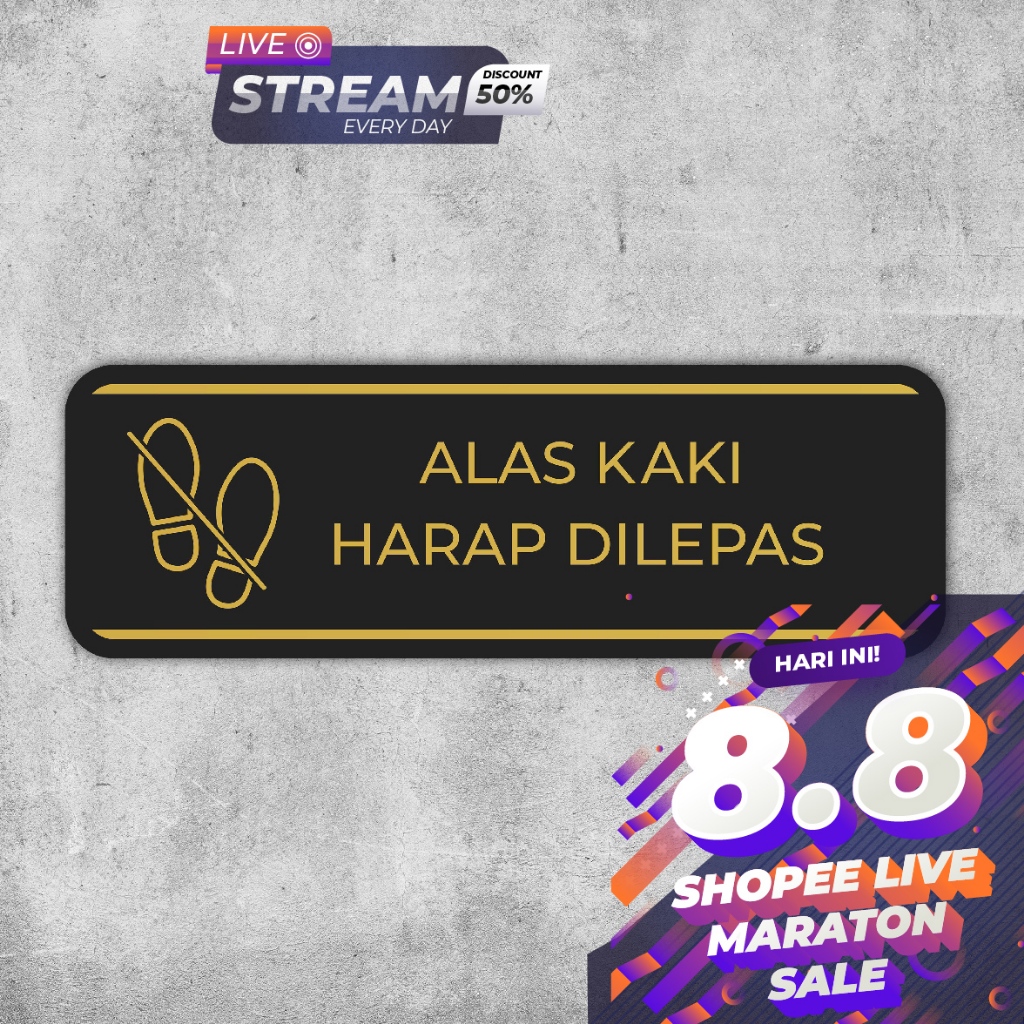 LIVE
STREAM
DISCOUNT
50%
EVERY DAY
ALAS KAKI
HARAP DILEPAS
HARI INI!
8.8
SHOPEE LIVE
MARATON
SALE